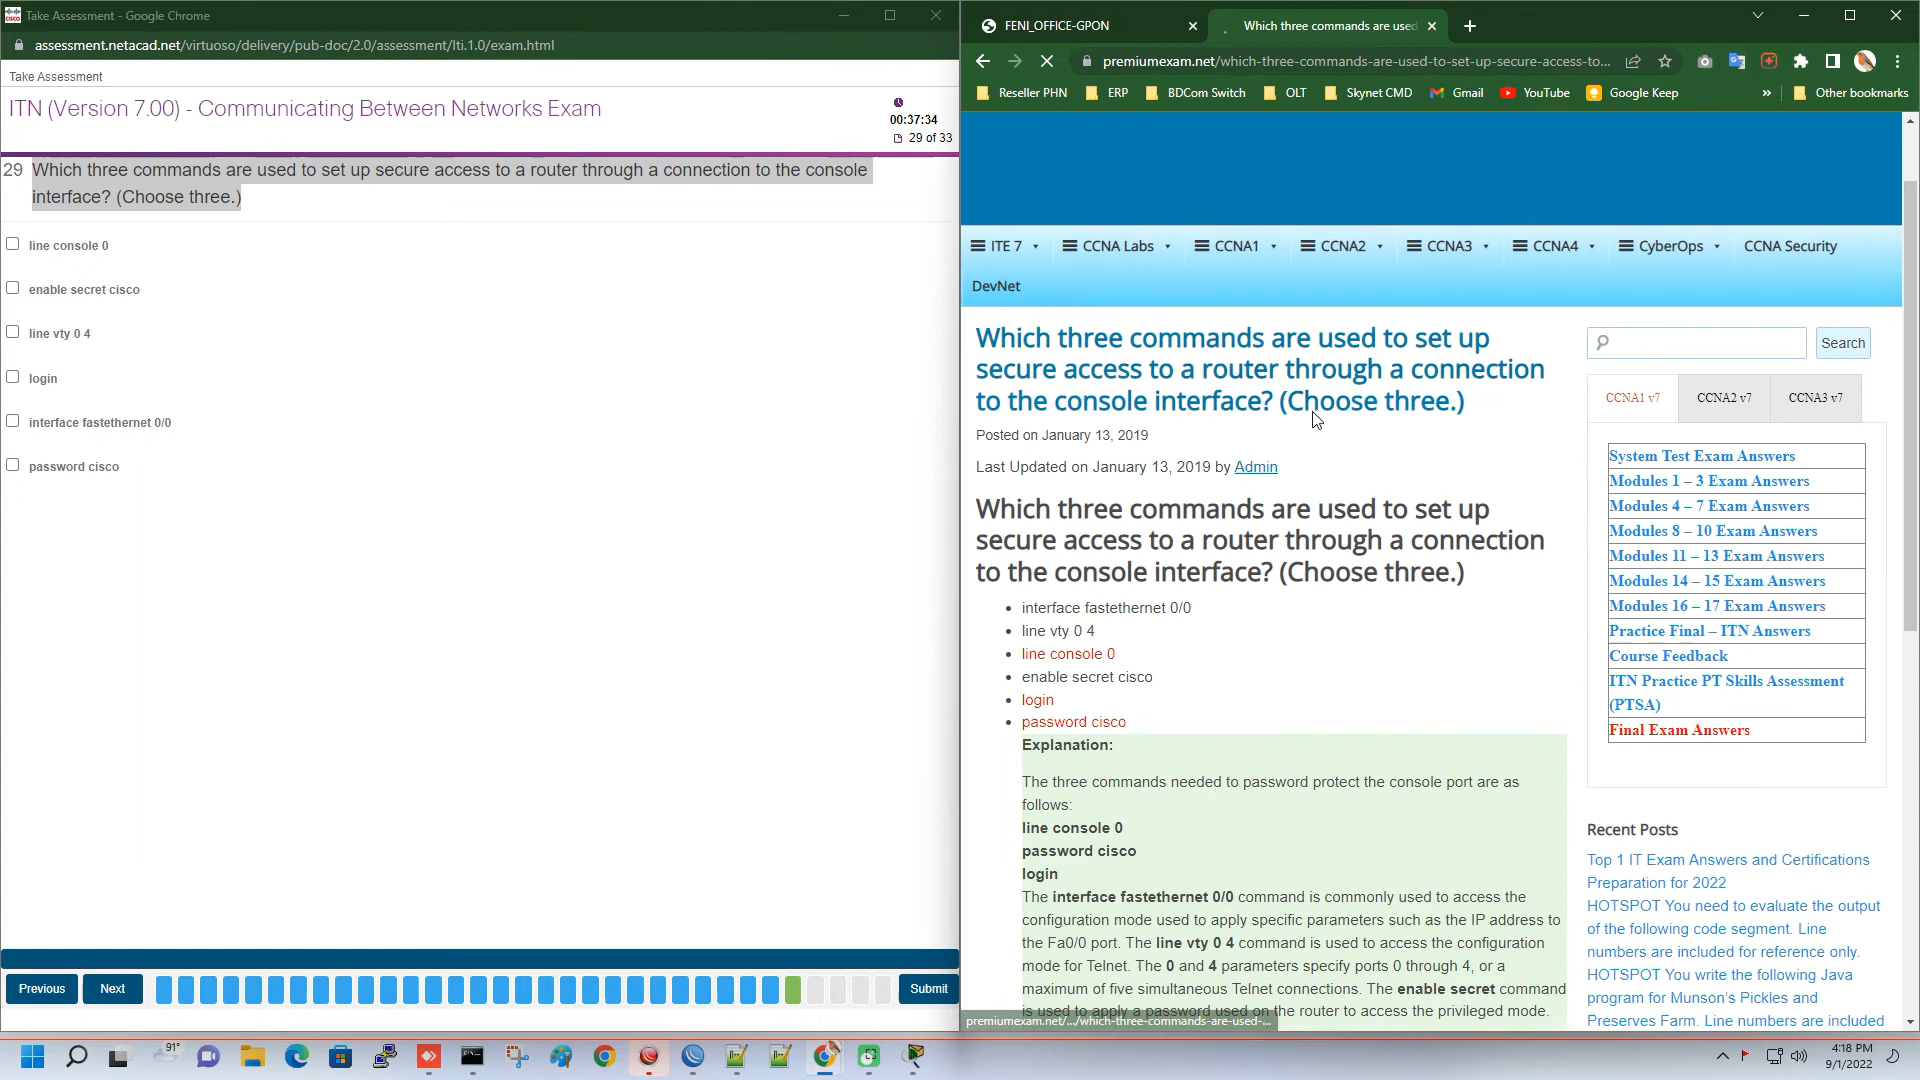 Take Assessment - Google Chrome
assessment.netacad.net/virtuoso/delivery/pub-doc/2.0/assessment/lti.1.0/exam.html
Take Assessment
ITN (Version 7.00) - Communicating Between Networks Exam
00:37:34
29 of 33
29 Which three commands are used to set up secure access to a router through a connection to the console
interface? (Choose three.)
line console 0
enable secret cisco
line vty 0 4
login
interface fastethernet 0/0
password cisco
Previous
Next
Submit
FENI_OFFICE-GPON
Which three commands are used
premiumexam.net/which-three-commands-are-used-to-set-up-secure-access-to...
Reseller PHN
ERP
BDCom Switch
OLT
Skynet CMD
Gmail
YouTube
Google Keep
»
Other bookmarks
ITE 7
CCNA Labs
CCNA1
CCNA2
CCNA3
CCNA4
CyberOps
CCNA Security
DevNet
Which three commands are used to set up
secure access to a router through a connection
to the console interface? (Choose three.)
Posted on January 13, 2019
Last Updated on January 13, 2019 by Admin
Which three commands are used to set up
secure access to a router through a connection
to the console interface? (Choose three.)
interface fastethernet 0/0
line vty 0 4
line console 0
enable secret cisco
login
password cisco
Explanation:
The three commands needed to password protect the console port are as
follows:
line console 0
password cisco
login
The interface fastethernet 0/0 command is commonly used to access the
configuration mode used to apply specific parameters such as the IP address to
the Fa0/0 port. The line vty 0 4 command is used to access the configuration
mode for Telnet. The 0 and 4 parameters specify ports 0 through 4, or a
maximum of five simultaneous Telnet connections. The enable secret command
is used to apply a password used on the router to access the privileged mode.
premiumexam.net/.../which-three-commands-are-used-...
Search
CCNA1 v7
CCNA2 v7
CCNA3 v7
System Test Exam Answers
Modules 1 – 3 Exam Answers
Modules 4 – 7 Exam Answers
Modules 8 – 10 Exam Answers
Modules 11 – 13 Exam Answers
Modules 14 – 15 Exam Answers
Modules 16 – 17 Exam Answers
Practice Final – ITN Answers
Course Feedback
ITN Practice PT Skills Assessment
(PTSA)
Final Exam Answers
Recent Posts
Top 1 IT Exam Answers and Certifications
Preparation for 2022
HOTSPOT You need to evaluate the output
of the following code segment. Line
numbers are included for reference only.
HOTSPOT You write the following Java
program for Munson's Pickles and
Preserves Farm. Line numbers are included
91°
4:18 PM
9/1/2022